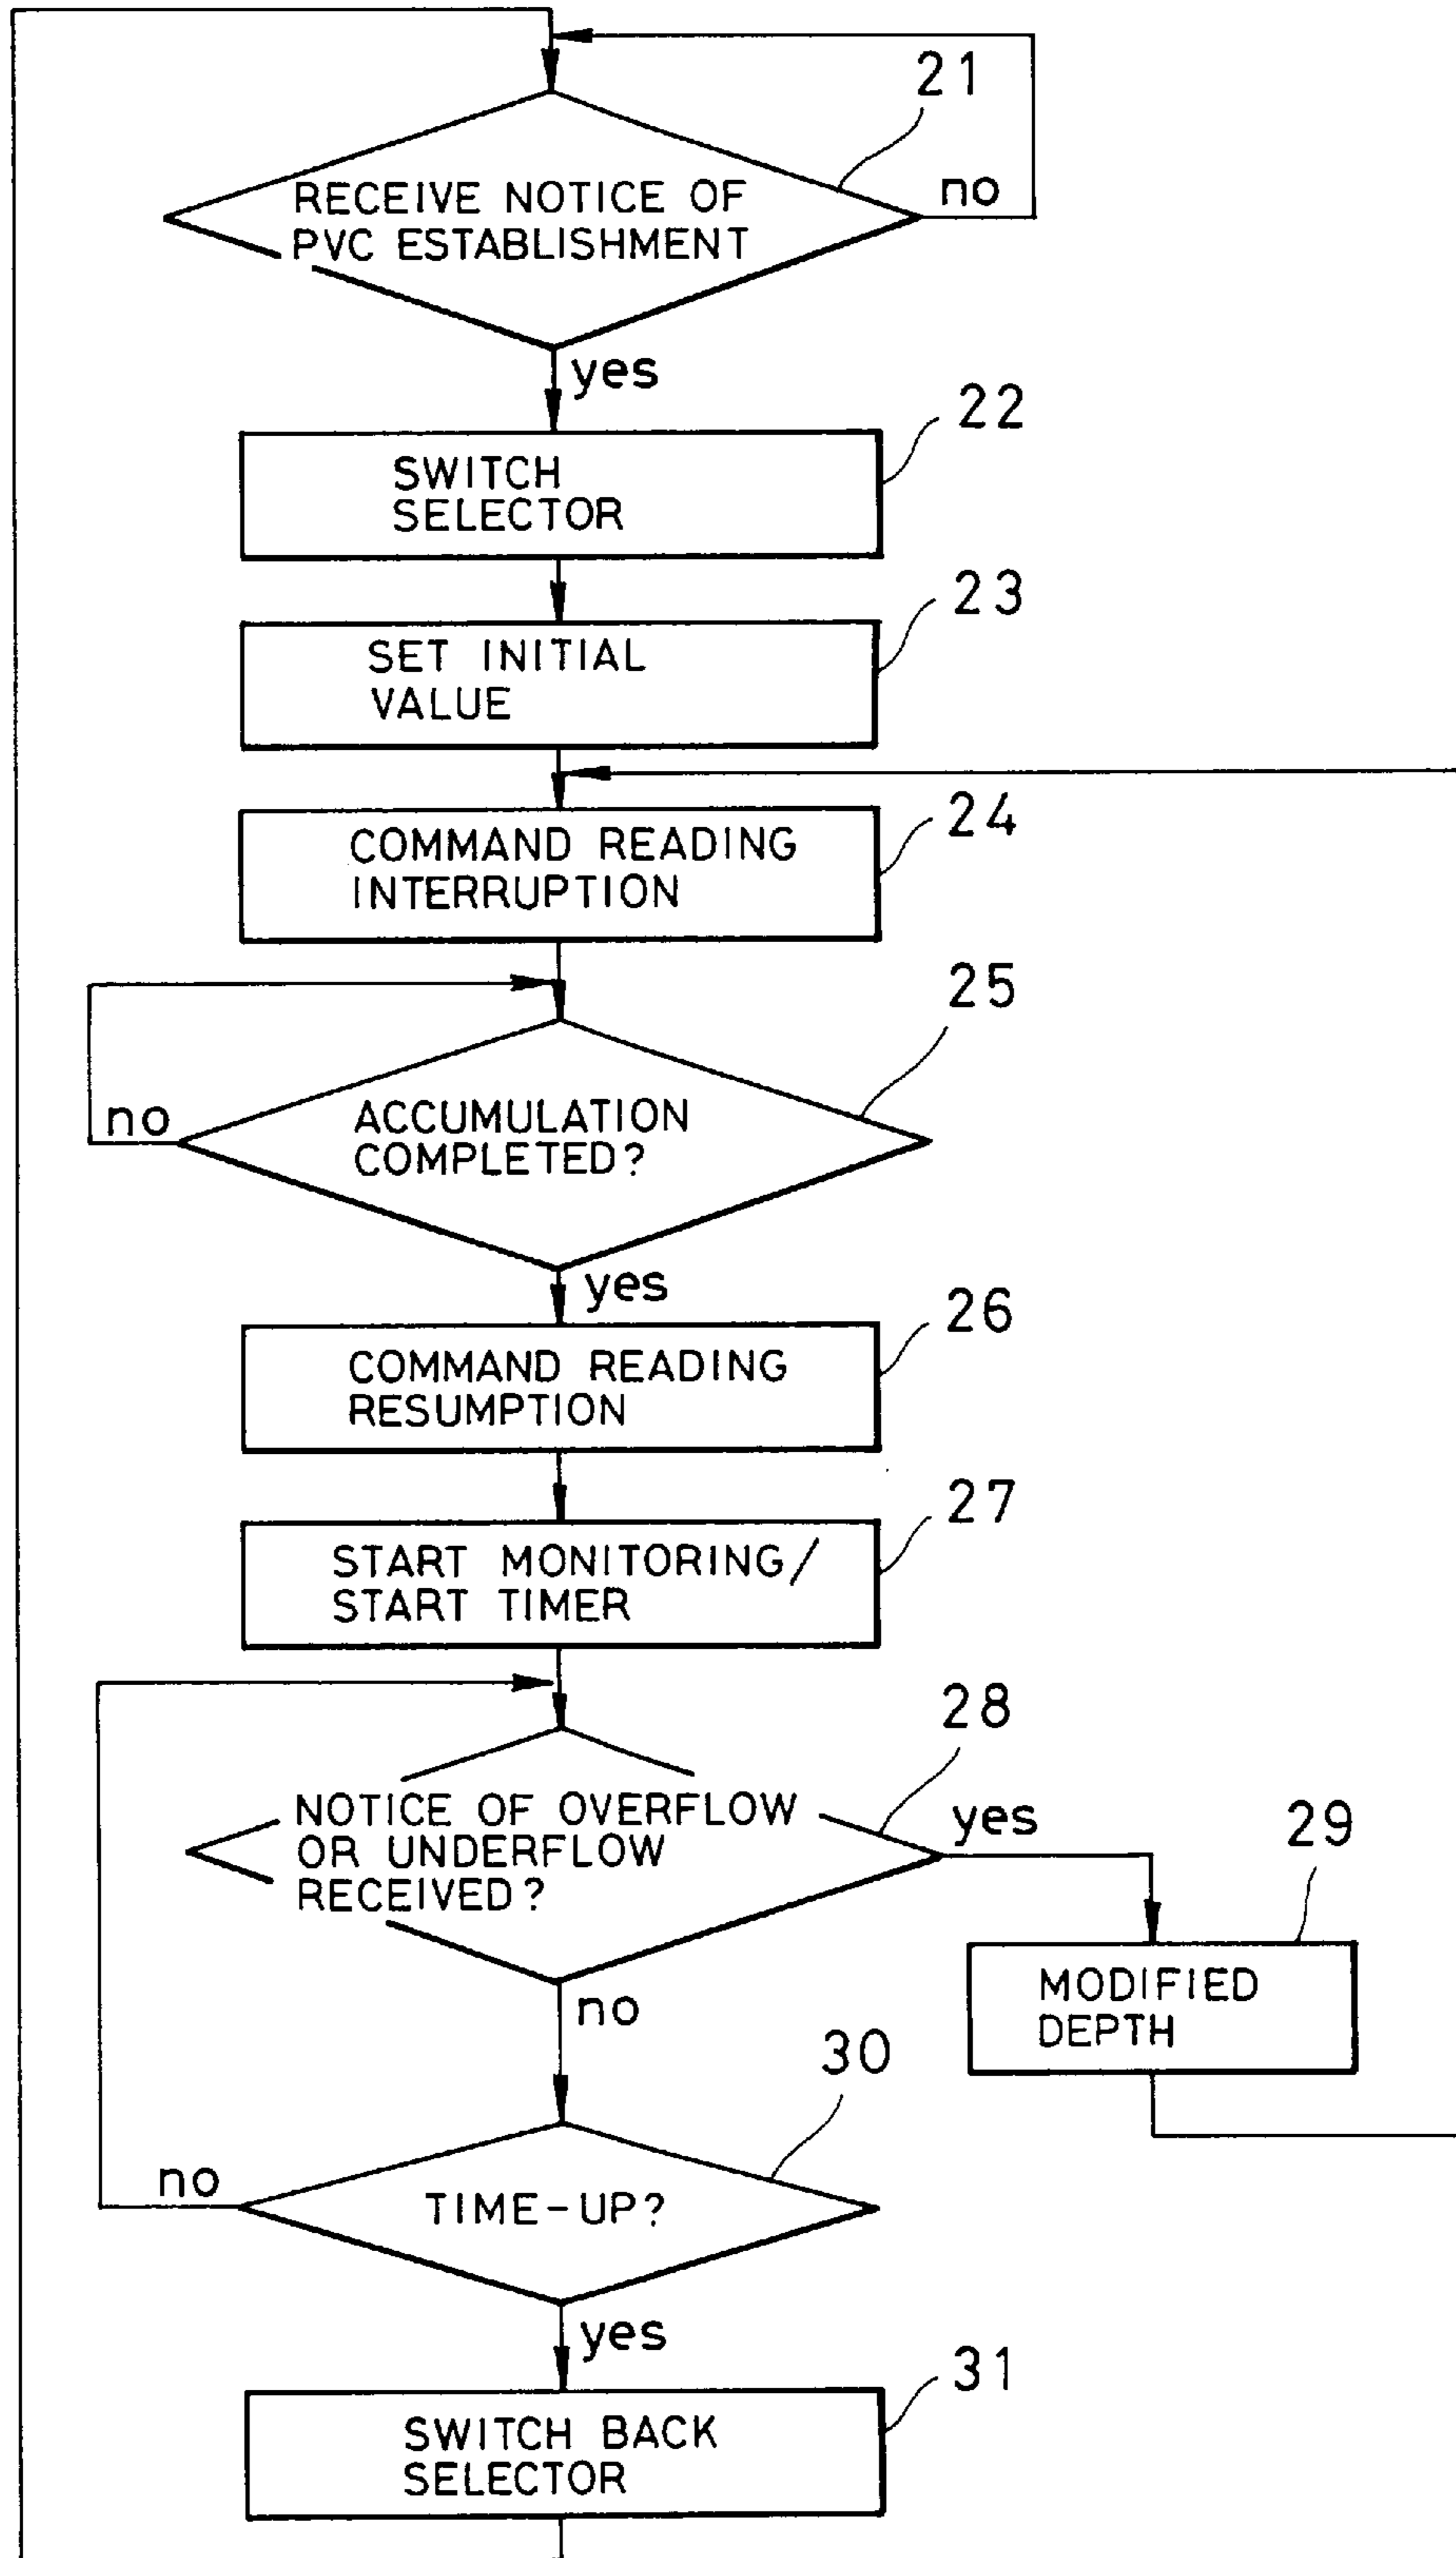 21
RECEIVE NOTICE OF
PVC ESTABLISHMENT
no
yes
22
SWITCH
SELECTOR
23
SET INITIAL
VALUE
24
COMMAND READING
INTERRUPTION
25
ACCUMULATION
COMPLETED?
no
yes
26
COMMAND READING
RESUMPTION
27
START MONITORING/
START TIMER
28
NOTICE OF OVERFLOW
OR UNDERFLOW
RECEIVED?
yes
29
MODIFIED
DEPTH
no
30
TIME-UP?
no
yes
31
SWITCH BACK
SELECTOR